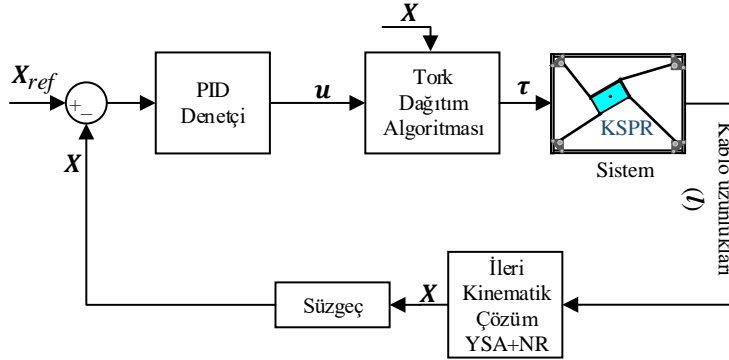 X
X_ref
+
−
PID
Denetçi
u
Tork
Dağıtım
Algoritması
τ
KSPR
Sistem
Kablo uzunlukları
(l)
X
İleri
Kinematik
Çözüm
YSA+NR
X
Süzgeç